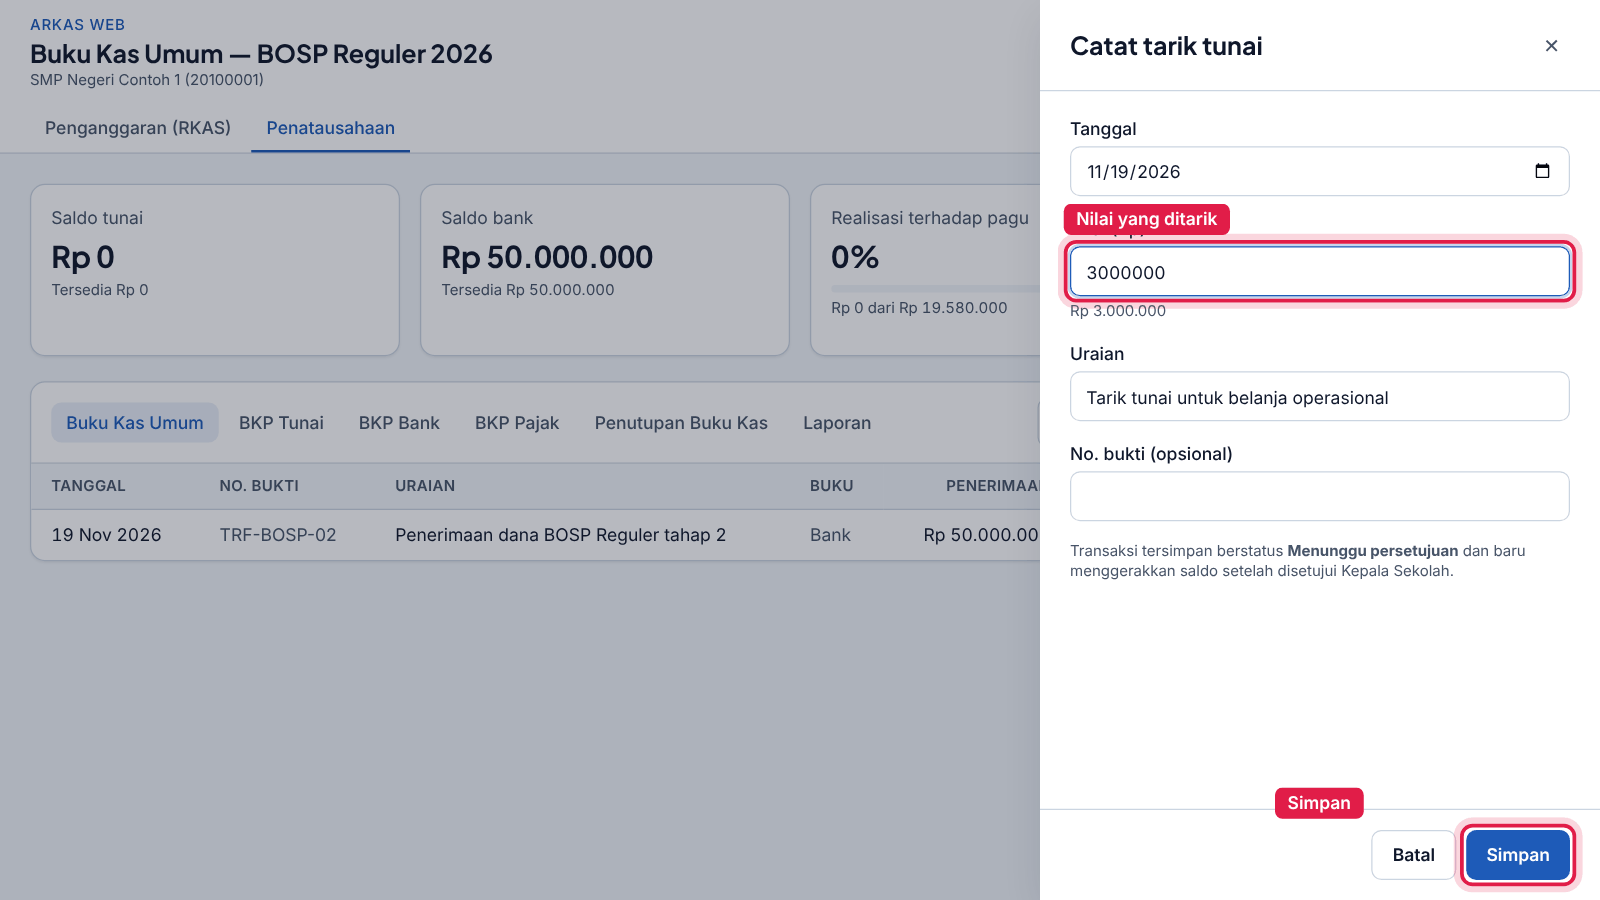 ARKAS WEB
Buku Kas Umum — BOSP Reguler 2026
SMP Negeri Contoh 1 (20100001)
Penganggaran (RKAS)
Penatausahaan
Saldo tunai
Rp 0
Tersedia Rp 0
Saldo bank
Rp 50.000.000
Tersedia Rp 50.000.000
Realisasi terhadap pagu
0%
Rp 0 dari Rp 19.580.000
Buku Kas Umum
BKP Tunai
BKP Bank
BKP Pajak
Penutupan Buku Kas
Laporan
TANGGAL NO. BUKTI URAIAN BUKU PENERIMAA
19 Nov 2026 TRF-BOSP-02 Penerimaan dana BOSP Reguler tahap 2 Bank Rp 50.000.00
Catat tarik tunai
Tanggal
11/19/2026
Nilai yang ditarik
3000000
Rp 3.000.000
Uraian
Tarik tunai untuk belanja operasional
No. bukti (opsional)
Transaksi tersimpan berstatus Menunggu persetujuan dan baru
menggerakkan saldo setelah disetujui Kepala Sekolah.
Simpan
Batal
Simpan